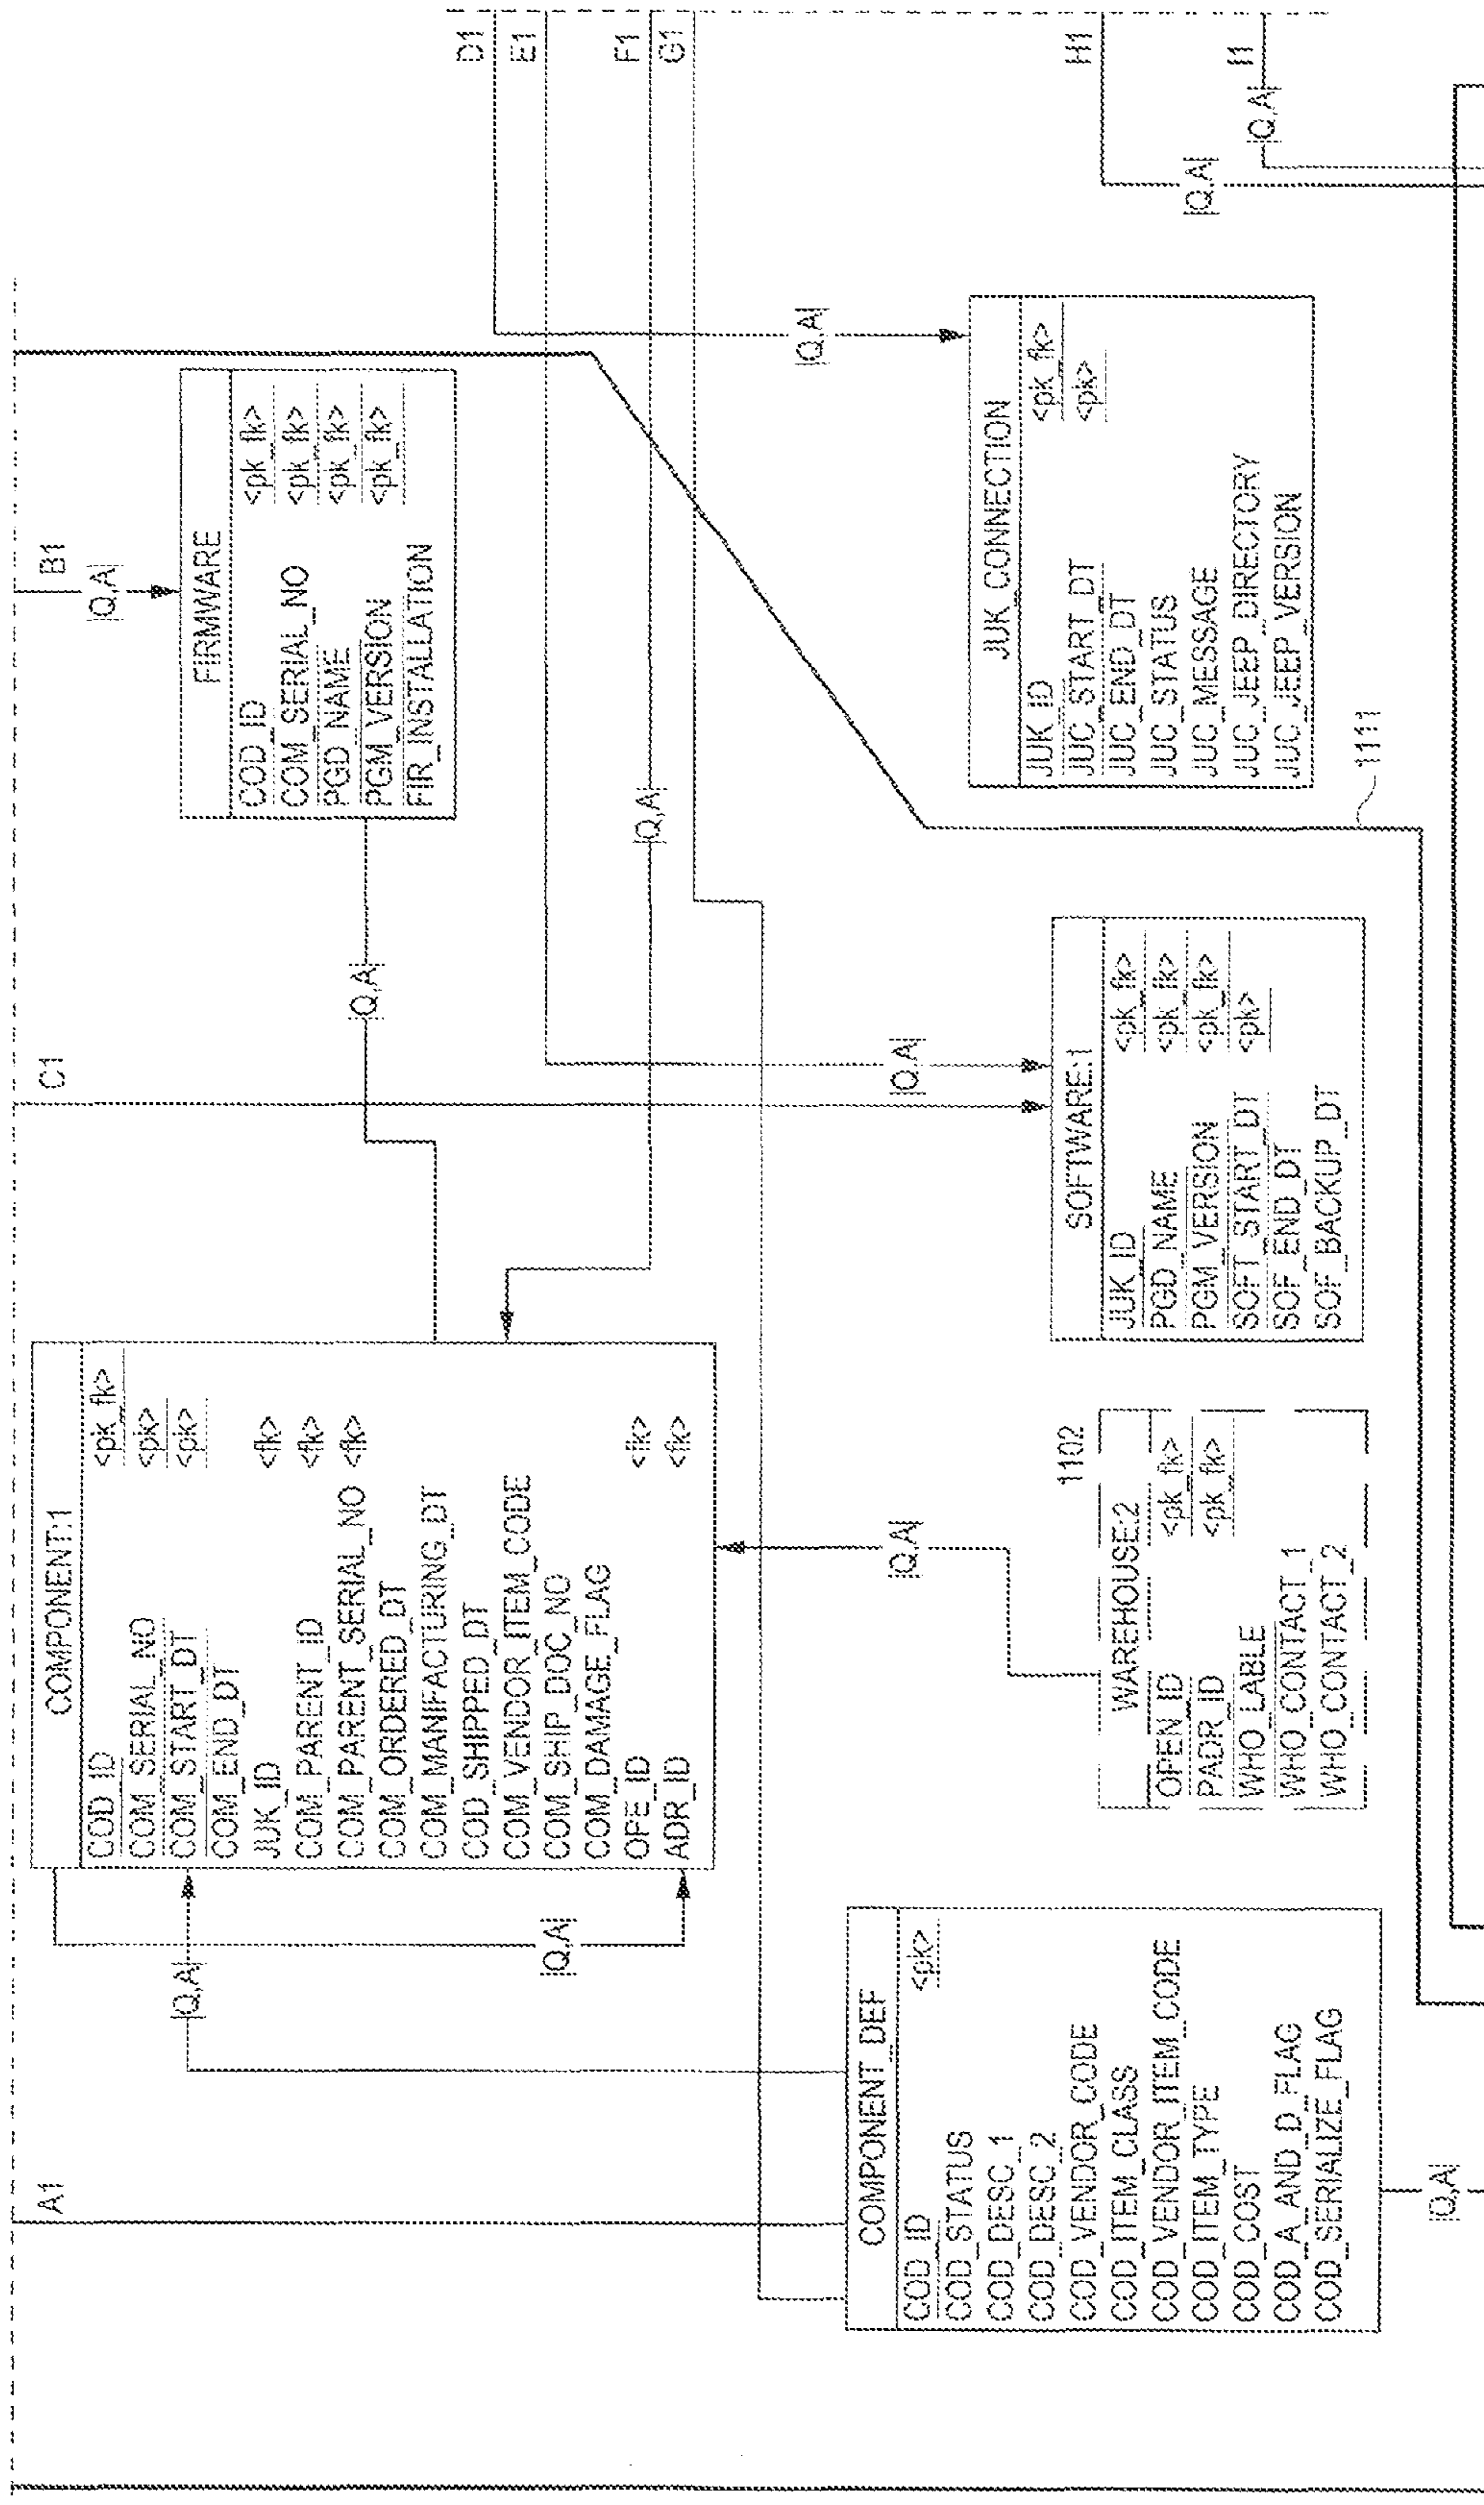 A1
C1
B1
|Q,A|
FIRMWARE
COD_ID <pk_fk>
COM_SERIAL_NO <pk_fk>
PGD_NAME <pk_fk>
PGM_VERSION <pk_fk>
FIR_INSTALLATION
|Q,A|
COMPONENT:1
COD_ID <pk_fk>
COM_SERIAL_NO <pk>
COM_START_DT <pk>
COM_END_DT
JUK_ID <fk>
COM_PARENT_ID <fk>
COM_PARENT_SERIAL_NO <fk>
COM_ORDERED_DT
COM_MANIFACTURING_DT
COD_SHIPPED_DT
COM_VENDOR_ITEM_CODE
COM_SHIP_DOC_NO
COM_DAMAGE_FLAG
OFE_ID <fk>
ADR_ID <fk>
|Q,A|
|Q,A|
D1
E1
F1
G1
|Q,A|
|Q,A|
|Q,A|
|Q,A|
COMPONENT_DEF
COD_ID <pk>
COD_STATUS
COD_DESC_1
COD_DESC_2
COD_VENDOR_CODE
COD_ITEM_CLASS
COD_VENDOR_ITEM_CODE
COD_ITEM_TYPE
COD_COST
COD_A_AND_D_FLAG
COD_SERIALIZE_FLAG
|Q,A|
1102
WAREHOUSE:2
OPEN_ID <pk_fk>
PADR_ID <pk_fk>
WHO_LABLE
WHO_CONTACT_1
WHO_CONTACT_2
SOFTWARE:1
JUK_ID <pk_fk>
PGD_NAME <pk_fk>
PGM_VERSION <pk_fk>
SOFT_START_DT <pk>
SOF_END_DT
SOF_BACKUP_DT
JUK_CONNECTION
JUK_ID <pk_fk>
JUC_START_DT <pk>
JUC_END_DT
JUC_STATUS
JUC_MESSAGE
JUC_JEEP_DIRECTORY
JUC_JEEP_VERSION
1111
H1
|Q,A|
I1
|Q,A|